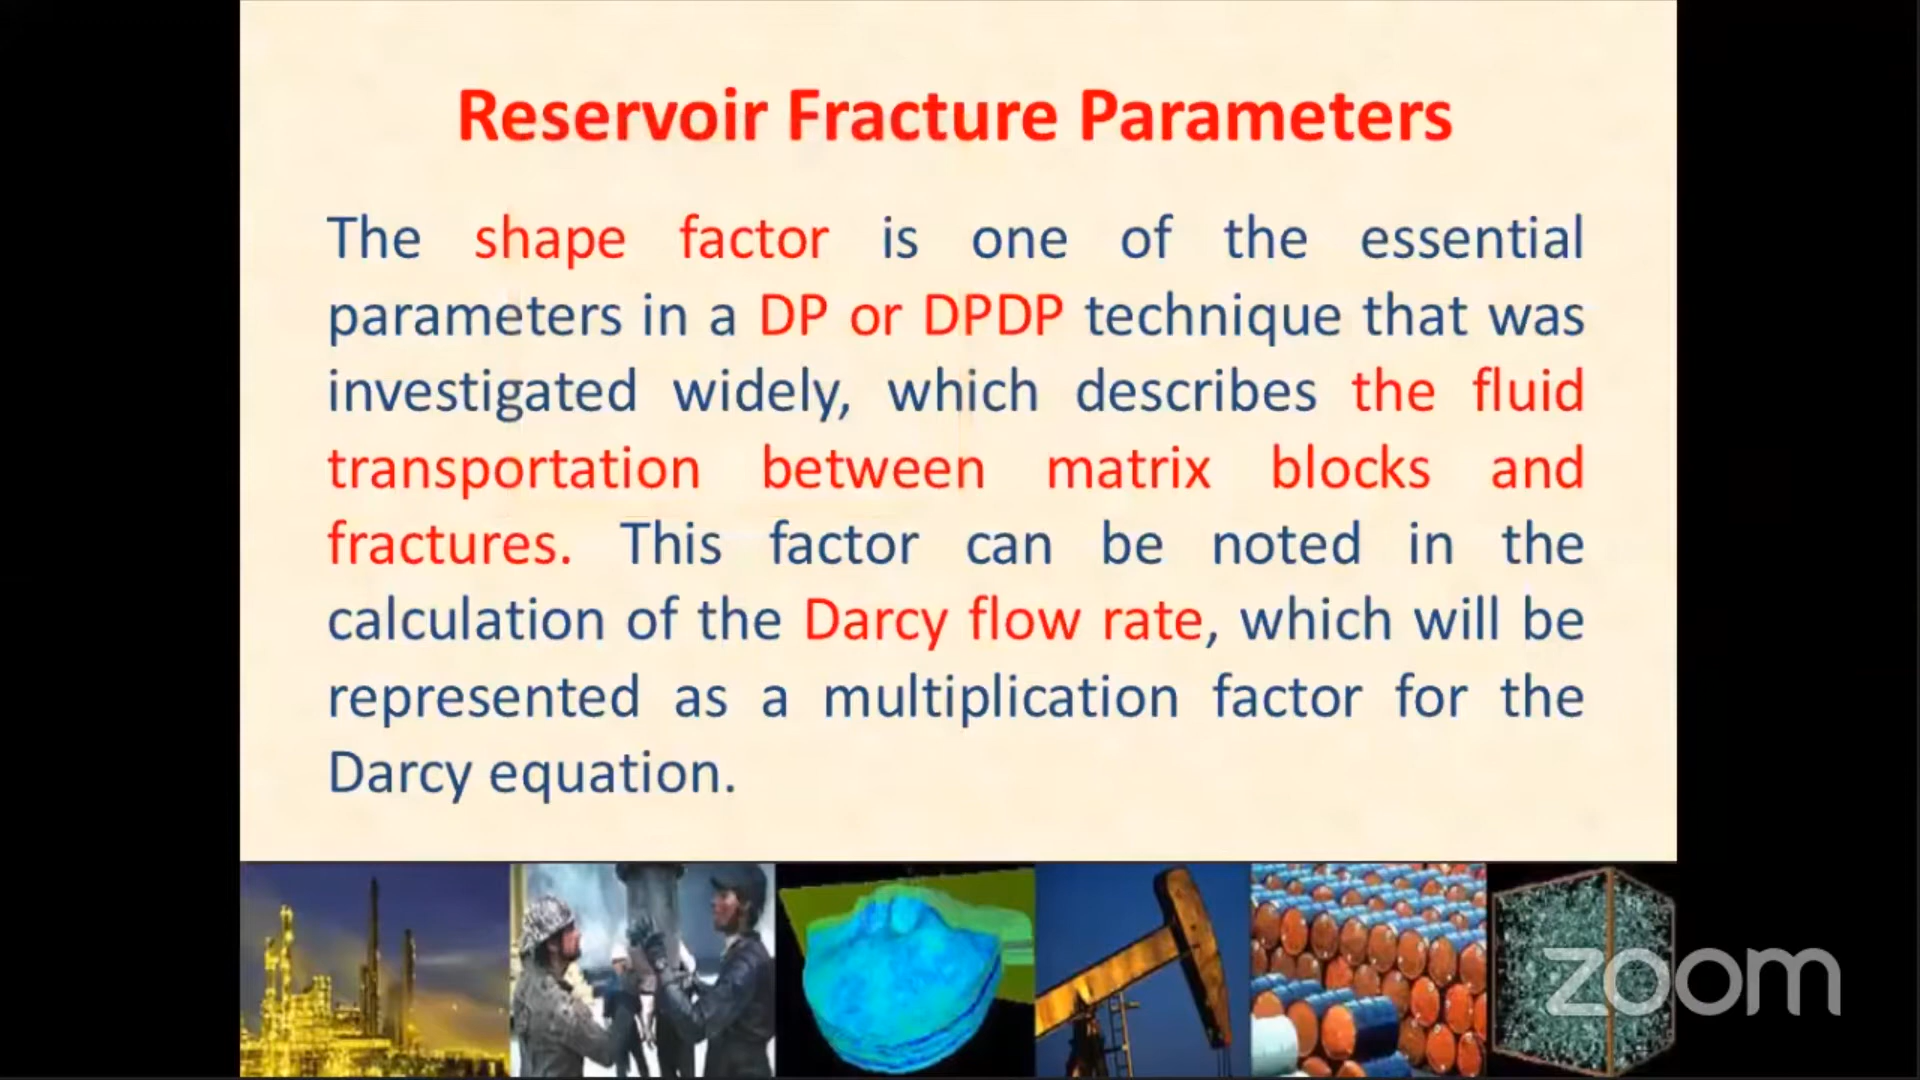 Reservoir Fracture Parameters
The shape factor is one of the essential
parameters in a DP or DPDP technique that was
investigated widely, which describes the fluid
transportation between matrix blocks and
fractures. This factor can be noted in the
calculation of the Darcy flow rate, which will be
represented as a multiplication factor for the
Darcy equation.
zoom